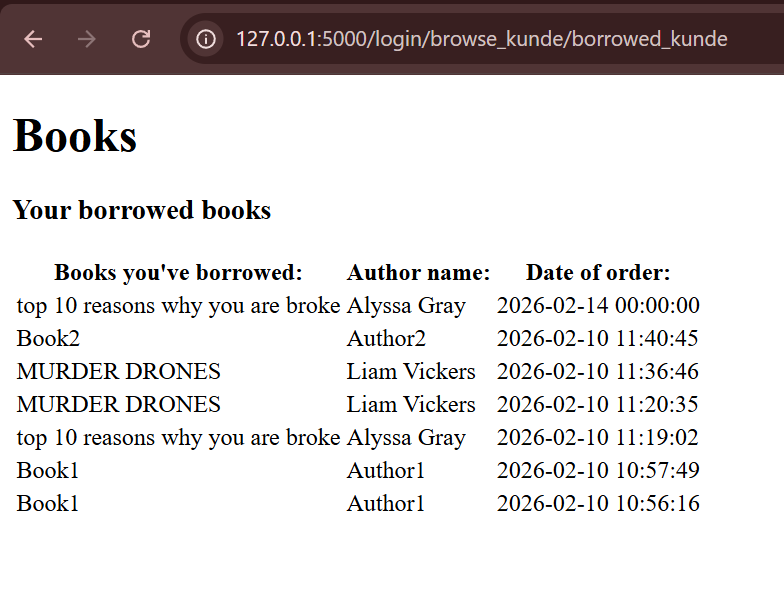 127.0.0.1:5000/login/browse_kunde/borrowed_kunde
Books
Your borrowed books
Books you've borrowed: Author name: Date of order:
top 10 reasons why you are broke Alyssa Gray 2026-02-14 00:00:00
Book2 Author2 2026-02-10 11:40:45
MURDER DRONES Liam Vickers 2026-02-10 11:36:46
MURDER DRONES Liam Vickers 2026-02-10 11:20:35
top 10 reasons why you are broke Alyssa Gray 2026-02-10 11:19:02
Book1 Author1 2026-02-10 10:57:49
Book1 Author1 2026-02-10 10:56:16